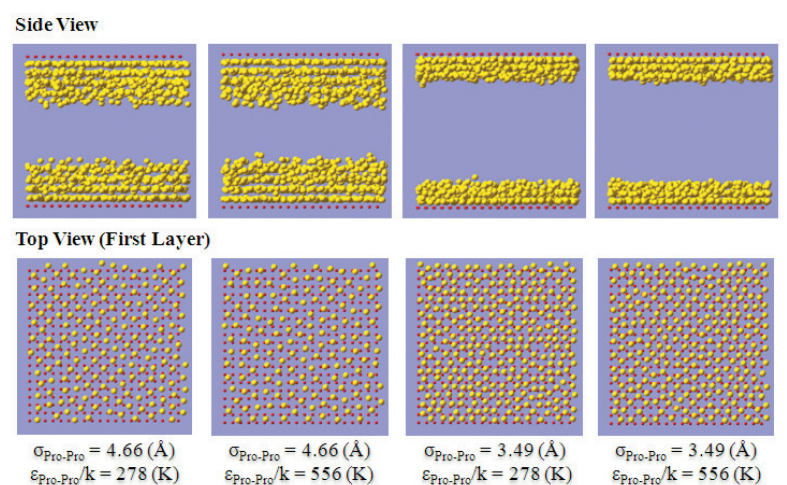 Side View
Top View (First Layer)
σPro-Pro = 4.66 (Å) σPro-Pro = 4.66 (Å) σPro-Pro = 3.49 (Å) σPro-Pro = 3.49 (Å)
εPro-Pro/k = 278 (K) εPro-Pro/k = 556 (K) εPro-Pro/k = 278 (K) εPro-Pro/k = 556 (K)